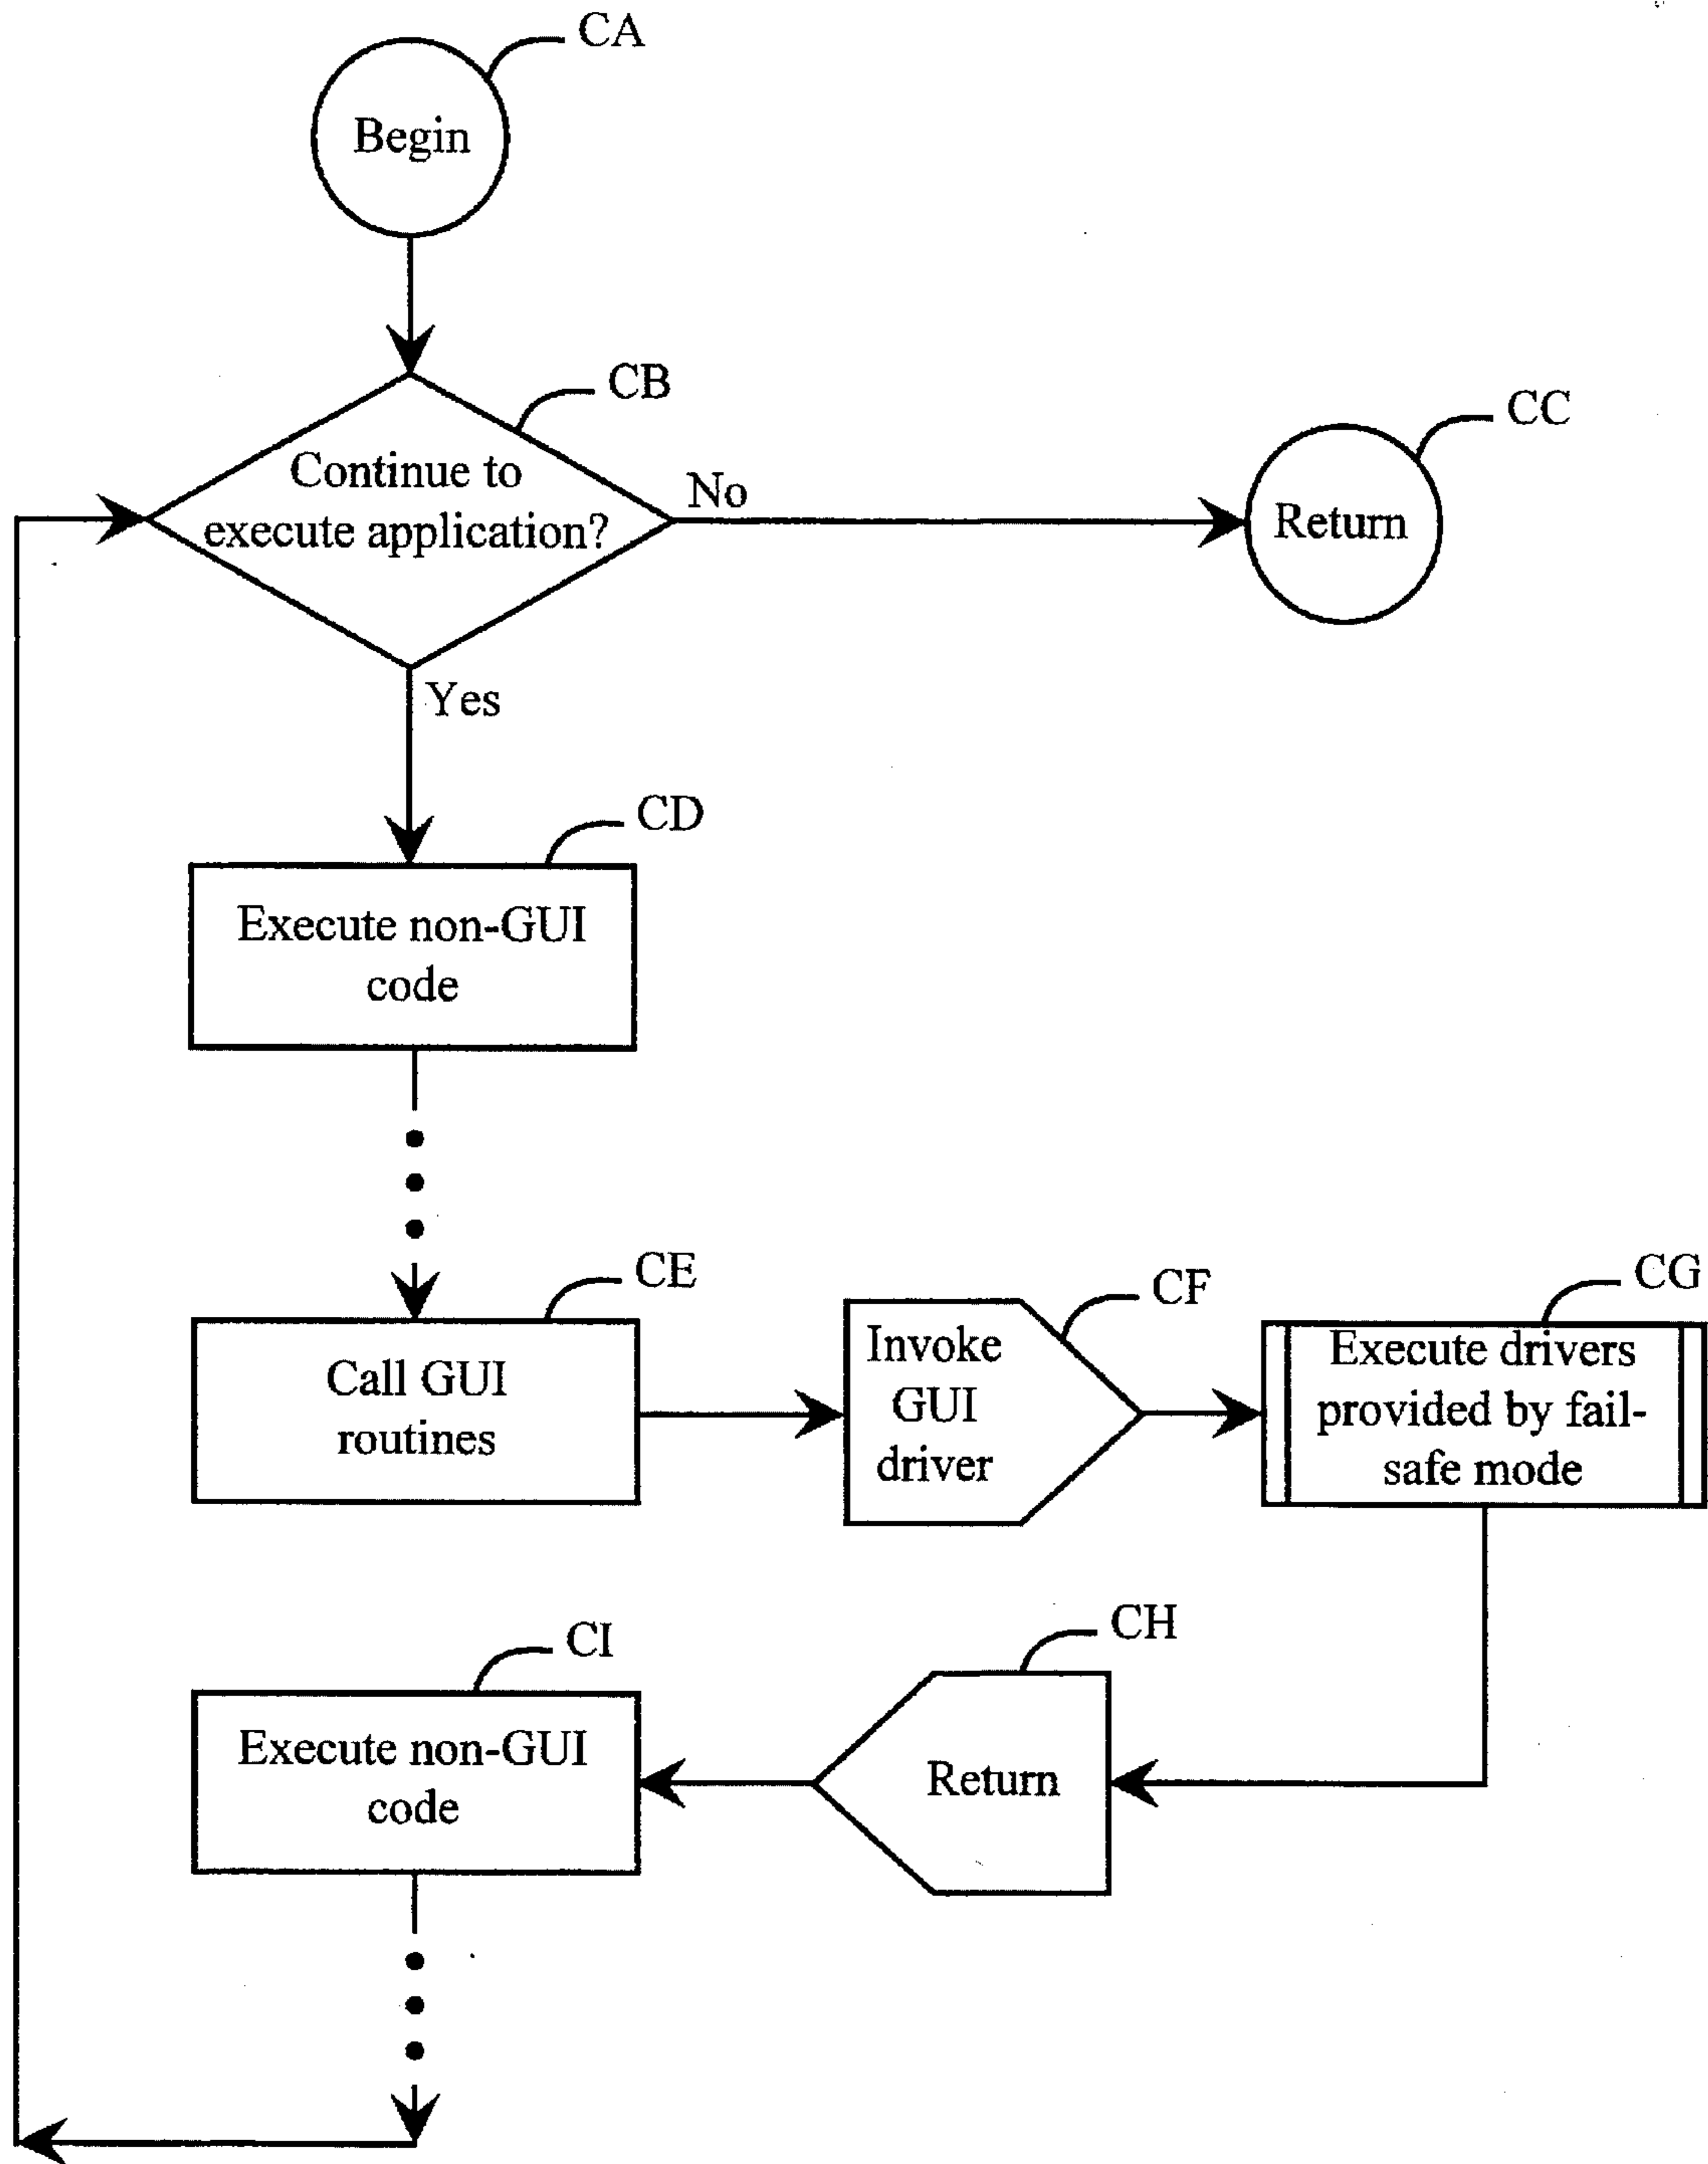 CA
Begin
CB
Continue to
execute application?
No
CC
Return
Yes
CD
Execute non-GUI
code
CE
Call GUI
routines
CF
Invoke
GUI
driver
CG
Execute drivers
provided by fail-
safe mode
CH
Return
CI
Execute non-GUI
code